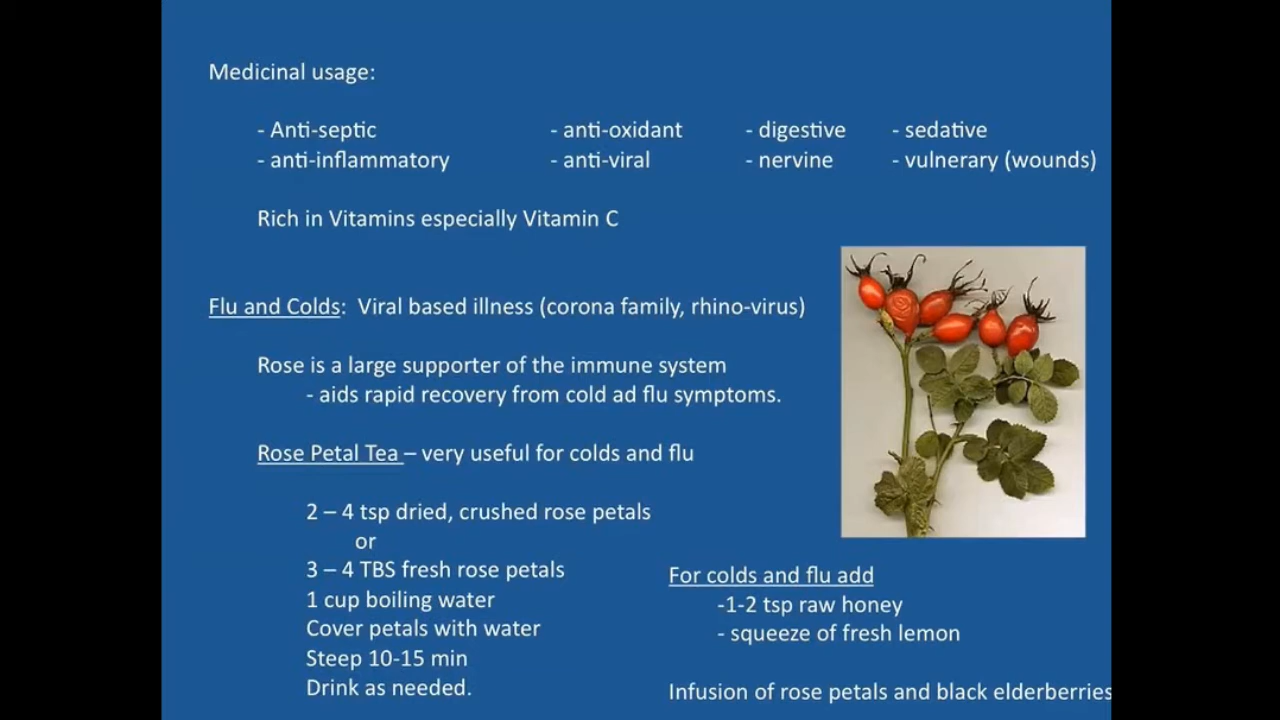 Medicinal usage:
- Anti-septic - anti-oxidant - digestive - sedative
- anti-inflammatory - anti-viral - nervine - vulnerary (wounds)
Rich in Vitamins especially Vitamin C
Flu and Colds: Viral based illness (corona family, rhino-virus)
Rose is a large supporter of the immune system
- aids rapid recovery from cold ad flu symptoms.
Rose Petal Tea – very useful for colds and flu
2 – 4 tsp dried, crushed rose petals
or
3 – 4 TBS fresh rose petals
1 cup boiling water
Cover petals with water
Steep 10-15 min
Drink as needed.
For colds and flu add
-1-2 tsp raw honey
- squeeze of fresh lemon
Infusion of rose petals and black elderberries